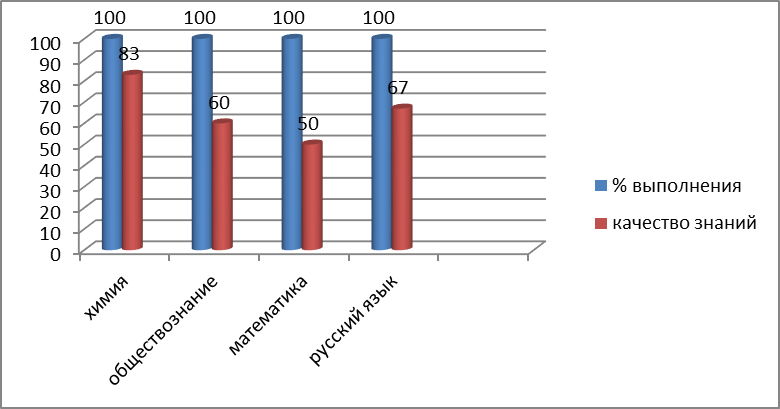 100 100 100 100
83 60 50 67
100
90
80
70
60
50
40
30
20
10
0
химия
обществознание
математика
русский язык
% выполнения
качество знаний